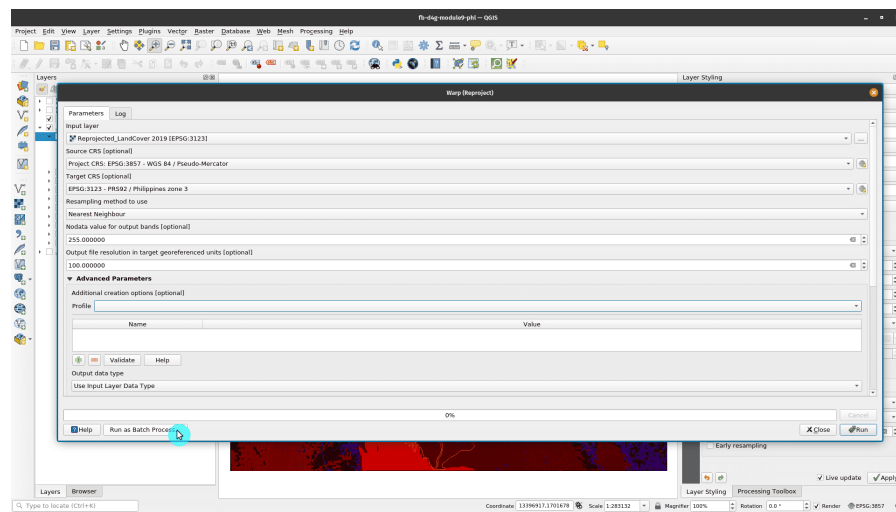 fb-d4g-module9-phl — QGIS
Project Edit View Layer Settings Plugins Vector Raster Database Web Mesh Processing Help
Layers
Layer Styling
Warp (Reproject)
Parameters Log
Input layer
Reprojected_LandCover 2019 [EPSG:3123]
Source CRS [optional]
Project CRS: EPSG:3857 - WGS 84 / Pseudo-Mercator
Target CRS [optional]
EPSG:3123 - PRS92 / Philippines zone 3
Resampling method to use
Nearest Neighbour
Nodata value for output bands [optional]
255.000000
Output file resolution in target georeferenced units [optional]
100.000000
Advanced Parameters
Additional creation options [optional]
Profile
Name Value
Validate Help
Output data type
Use Input Layer Data Type
0% Cancel
Help Run as Batch Process Close Run
Early resampling
Live update Apply
Layers Browser Layer Styling Processing Toolbox
Type to locate (Ctrl+K) Coordinate 13396917,1701678 Scale 1:283132 Magnifier 100% Rotation 0.0 ° Render EPSG:3857